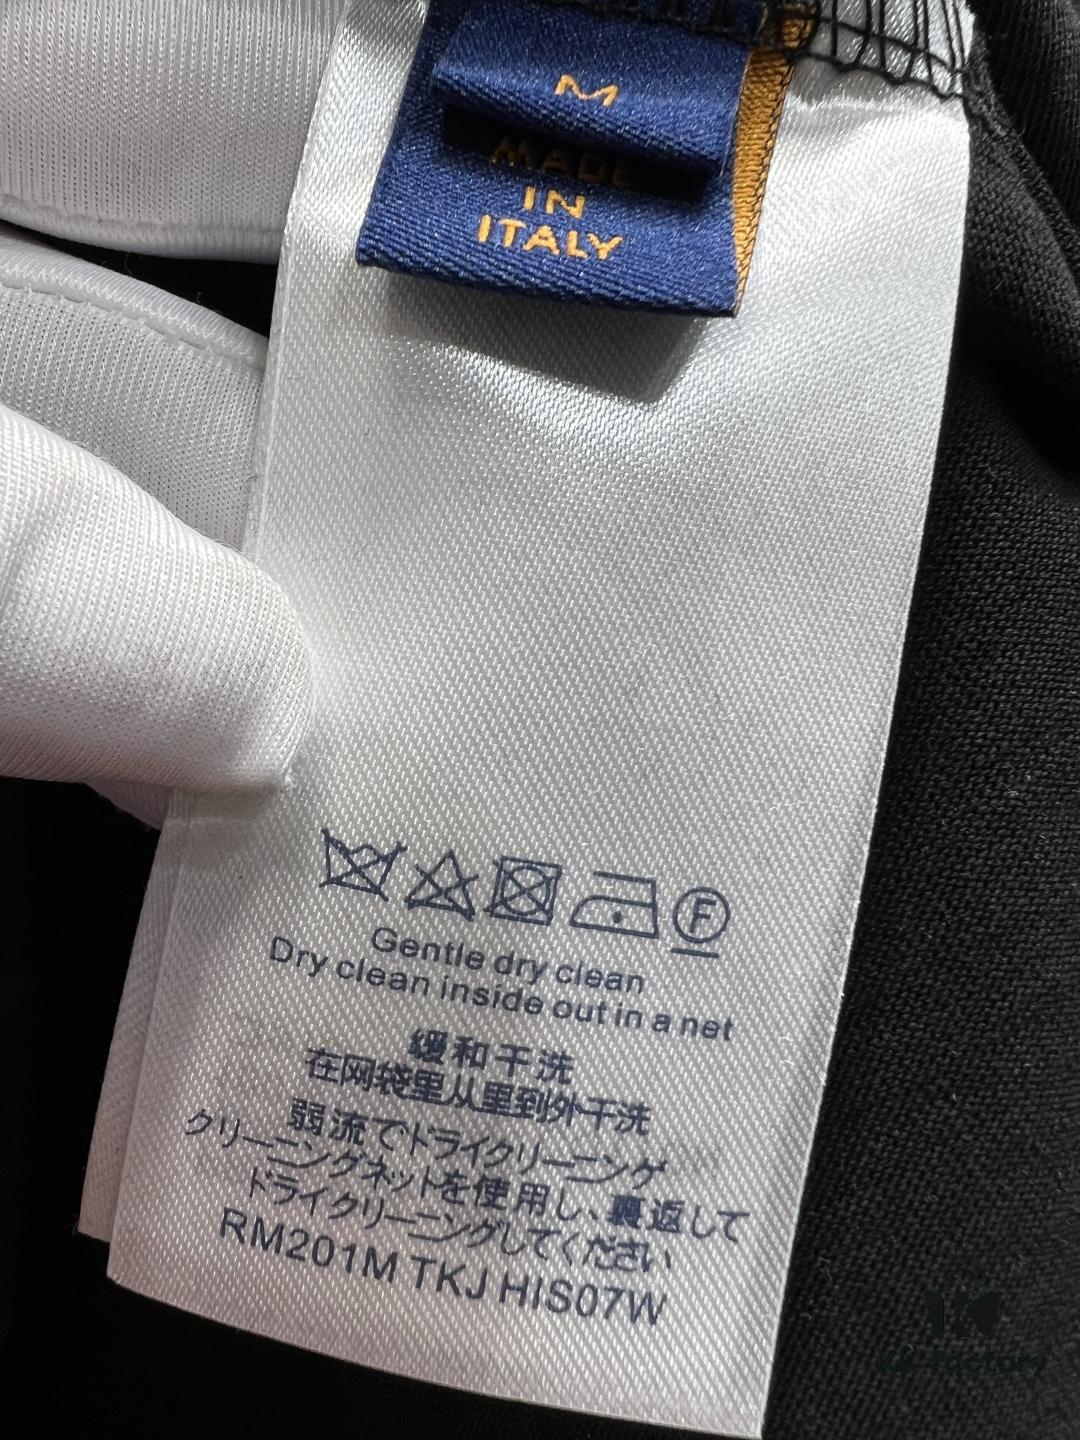 M
MADE
IN
ITALY
F
Gentle dry clean
Dry clean inside out in a net
缓和干洗
在网袋里从里到外干洗
弱流でドライクリーニング
クリーニングネットを使用し、裏返して
ドライクリーニングしてください
RM201M TKJ HIS07W
KK Factory